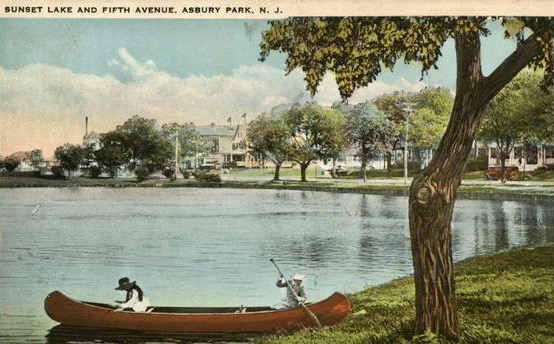 SUNSET LAKE AND FIFTH AVENUE, ASBURY PARK, N. J.